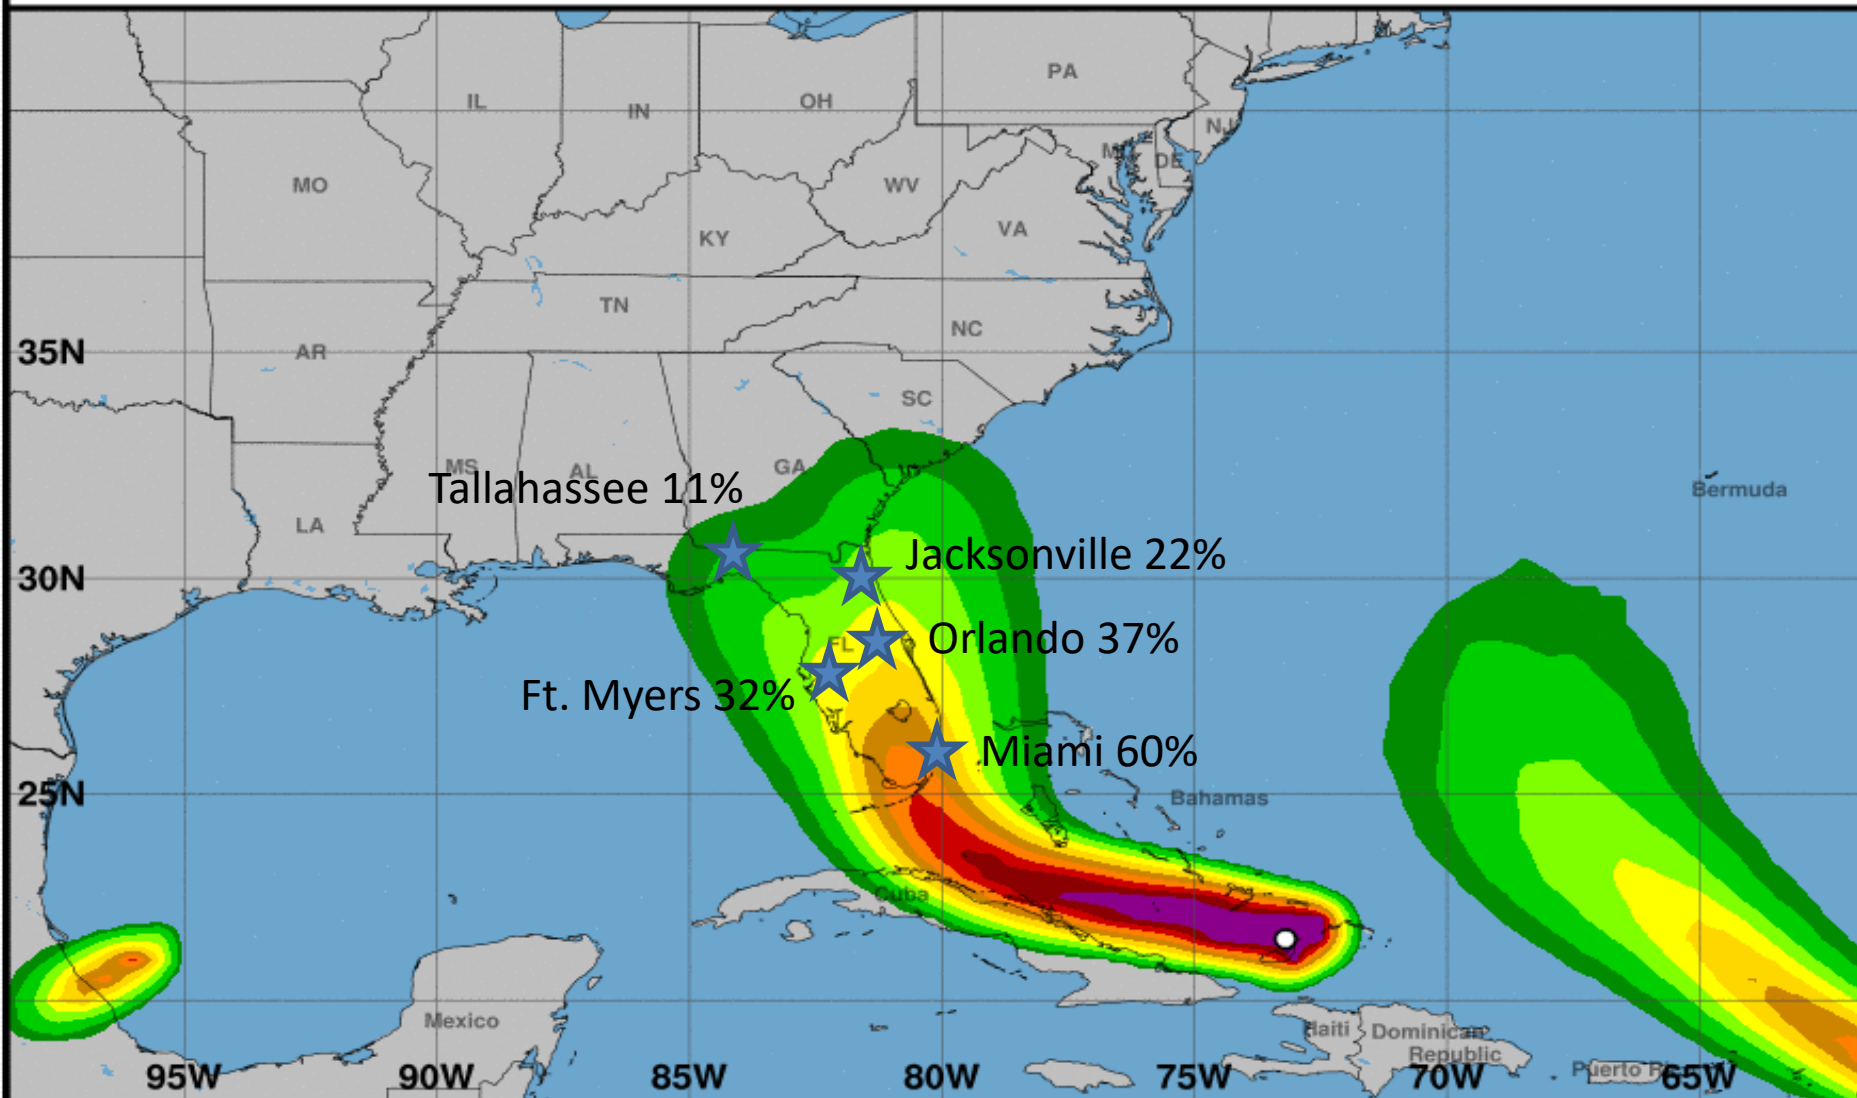 PA
IL
IN
OH
NJ
DE
MO
WV
KY
VA
TN
NC
35N
AR
SC
MS
AL
GA
Tallahassee 11%
Bermuda
LA
Jacksonville 22%
30N
Orlando 37%
FL
Ft. Myers 32%
Miami 60%
25N
Bahamas
Cuba
Mexico
Haiti
Dominican
Republic
Puerto
95W
90W
85W
80W
75W
70W
65W